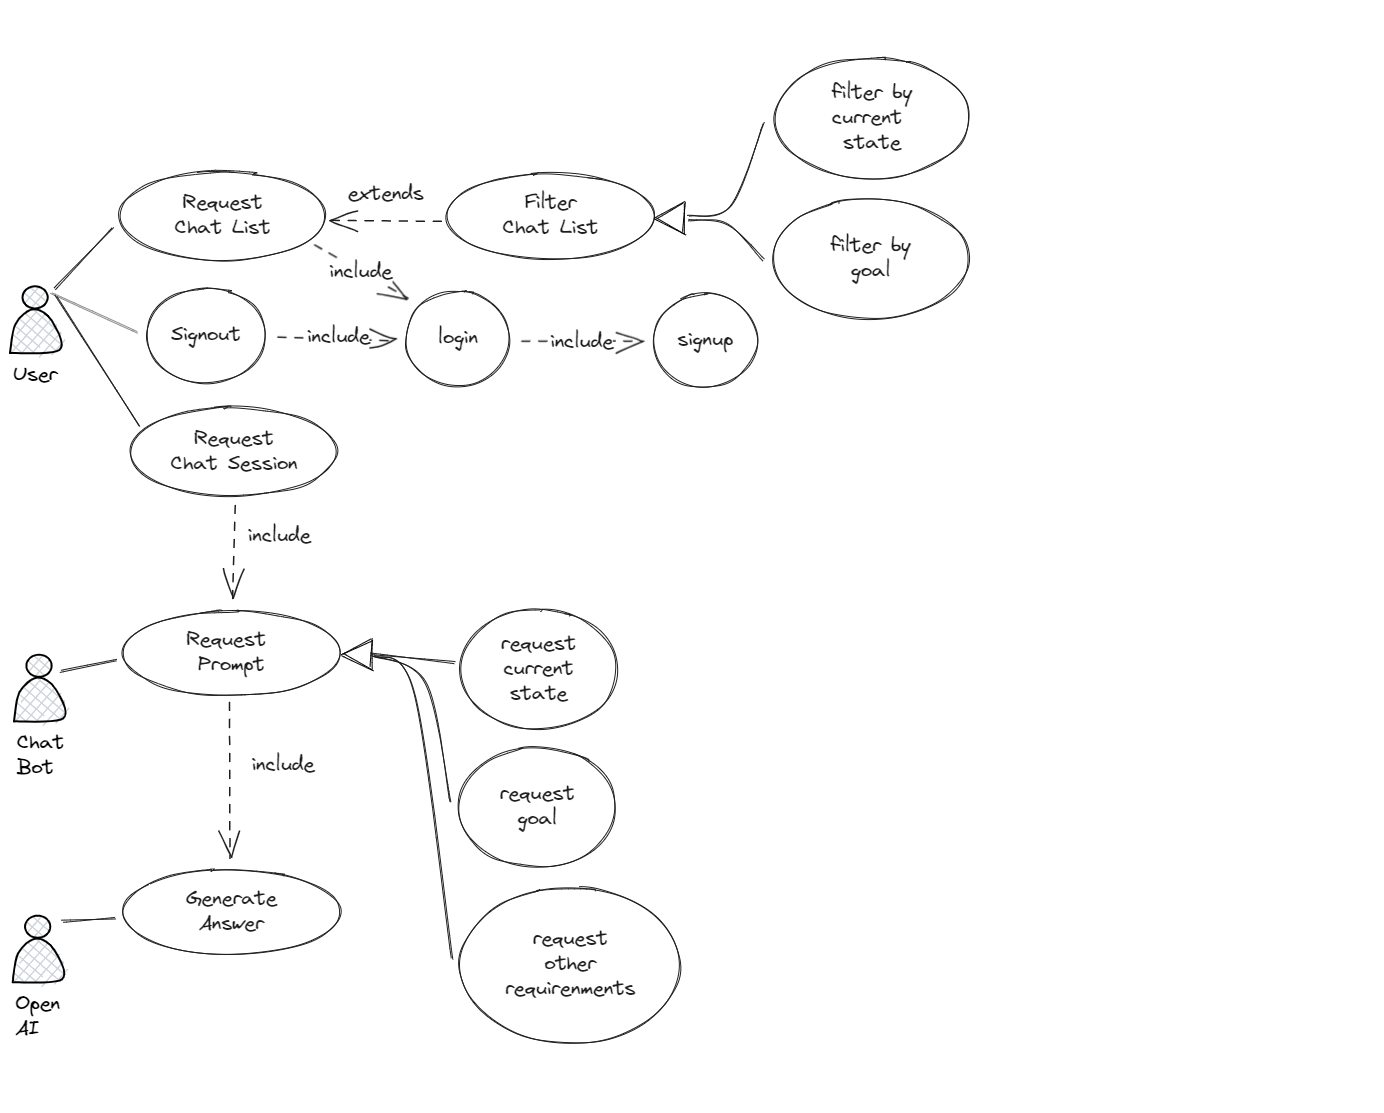 filter by
current
state
Request
Chat List
extends
Filter
Chat List
filter by
goal
include
User
Signout
include
login
include
signup
Request
Chat Session
include
Request
Prompt
request
current
state
Chat
Bot
include
request
goal
Generate
Answer
Open
AI
request
other
requirenments